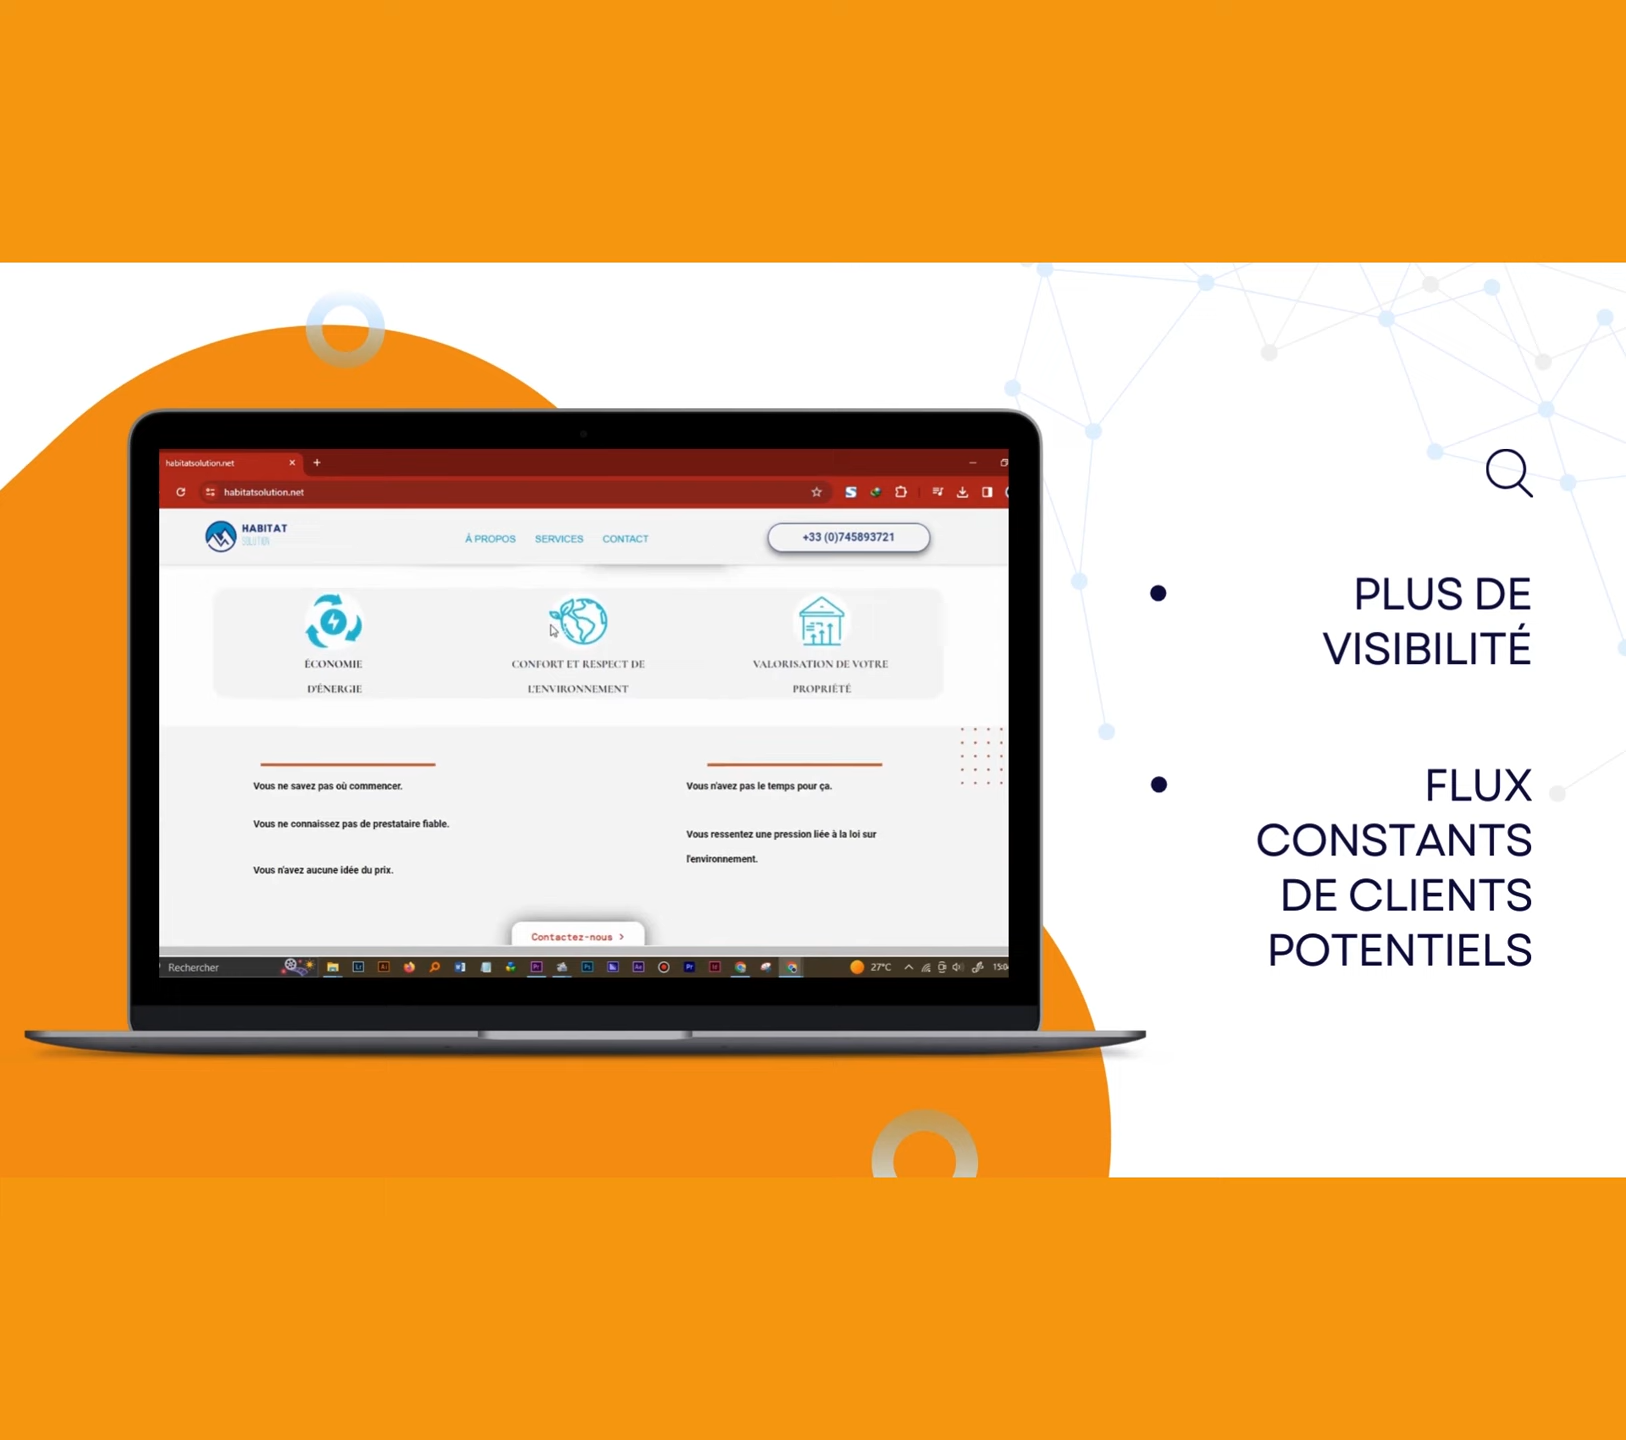 habitatsolution.net
habitatsolution.net
HABITAT
SOLUTION
À PROPOS SERVICES CONTACT
+33 (0)745893721
ÉCONOMIE
D'ÉNERGIE
CONFORT ET RESPECT DE
L'ENVIRONNEMENT
VALORISATION DE VOTRE
PROPRIÉTÉ
Vous ne savez pas où commencer.
Vous ne connaissez pas de prestataire fiable.
Vous n'avez aucune idée du prix.
Vous n'avez pas le temps pour ça.
Vous ressentez une pression liée à la loi sur
l'environnement.
Contactez-nous >
Rechercher
27°C
PLUS DE
VISIBILITÉ
FLUX
CONSTANTS
DE CLIENTS
POTENTIELS